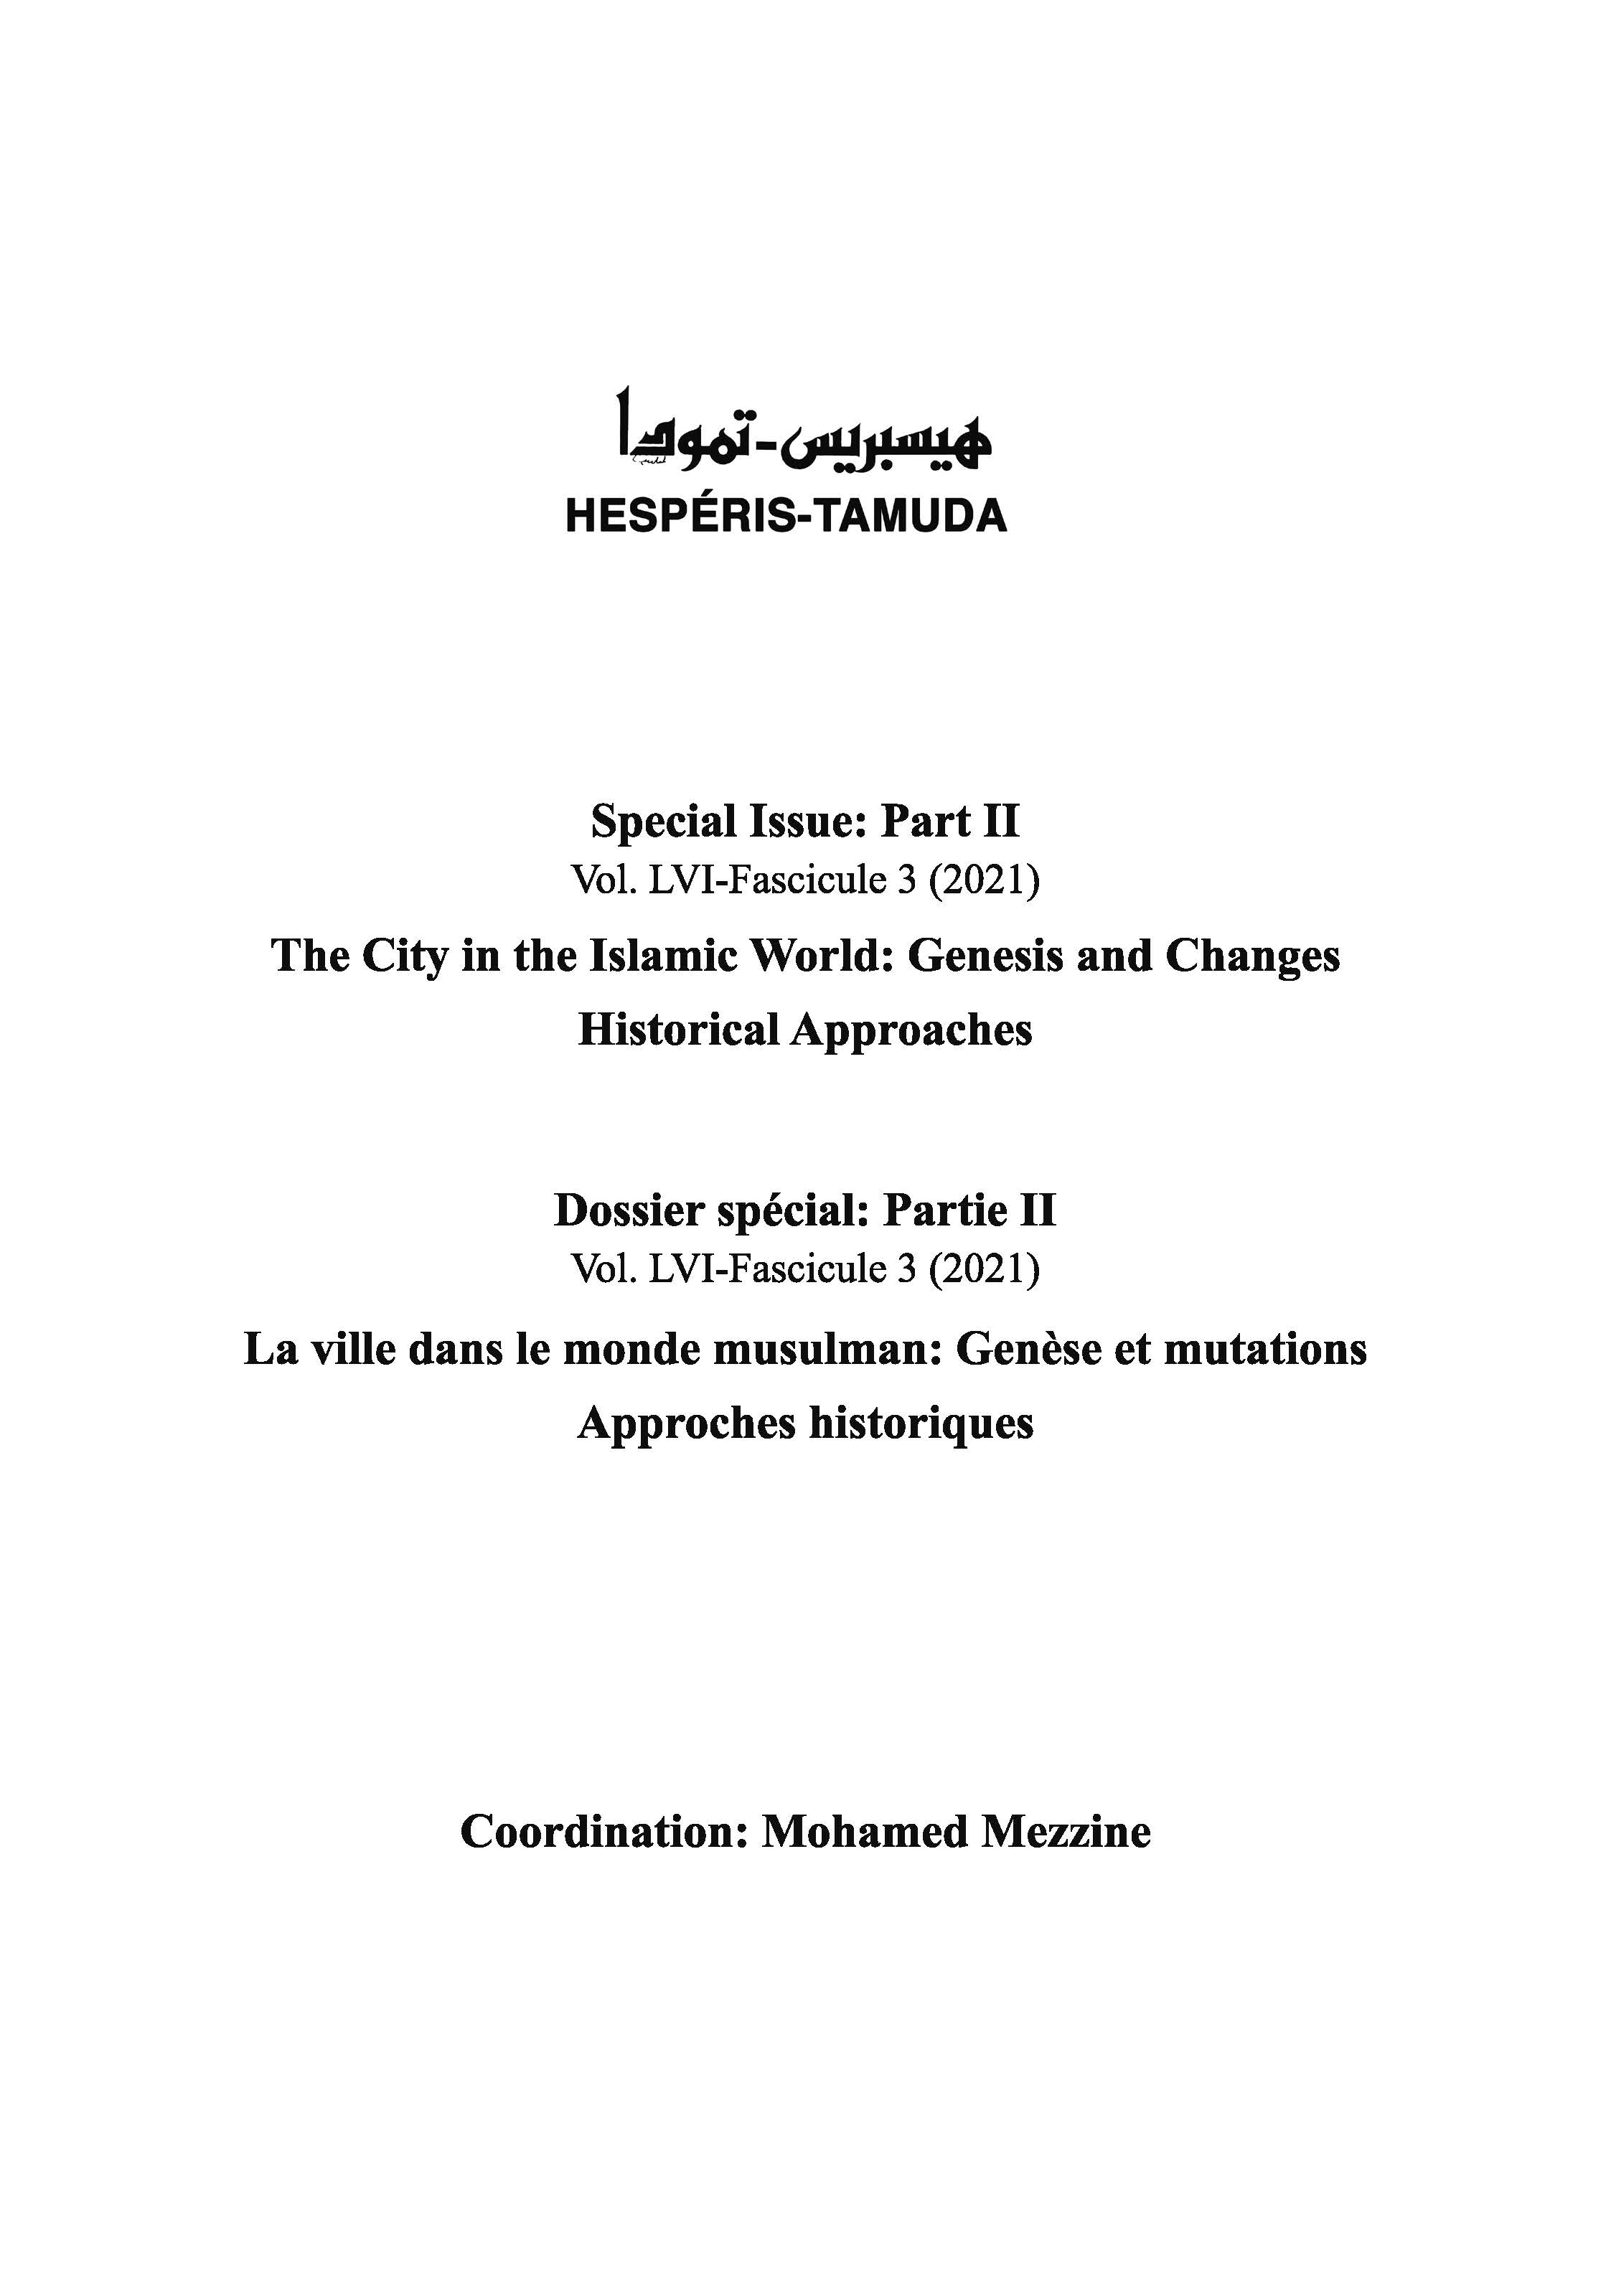 هيسبريس-تمودا
HESPÉRIS-TAMUDA
Special Issue: Part II
Vol. LVI-Fascicule 3 (2021)
The City in the Islamic World: Genesis and Changes
Historical Approaches
Dossier spécial: Partie II
Vol. LVI-Fascicule 3 (2021)
La ville dans le monde musulman: Genèse et mutations
Approches historiques
Coordination: Mohamed Mezzine